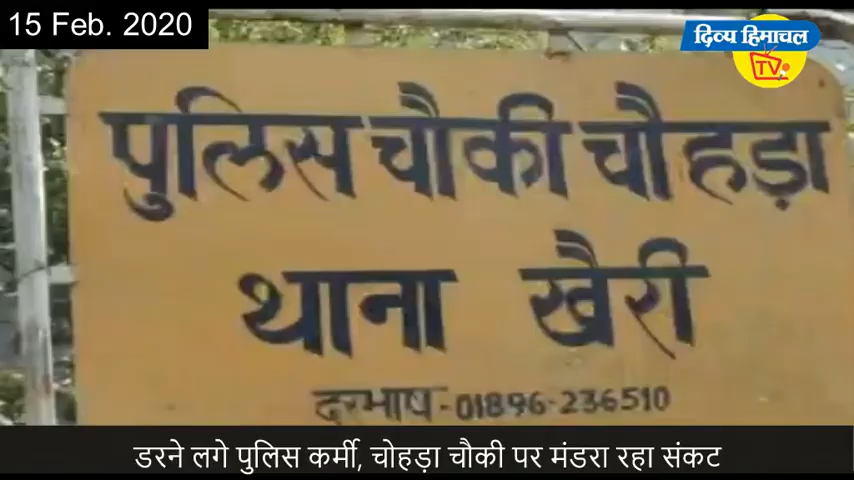 15 Feb. 2020
दिव्य हिमाचल
TV
पुलिस चौकी चौहड़ा
थाना खैरी
दूरभाष-01896-236510
डरने लगे पुलिस कर्मी, चोहड़ा चौकी पर मंडरा रहा संकट